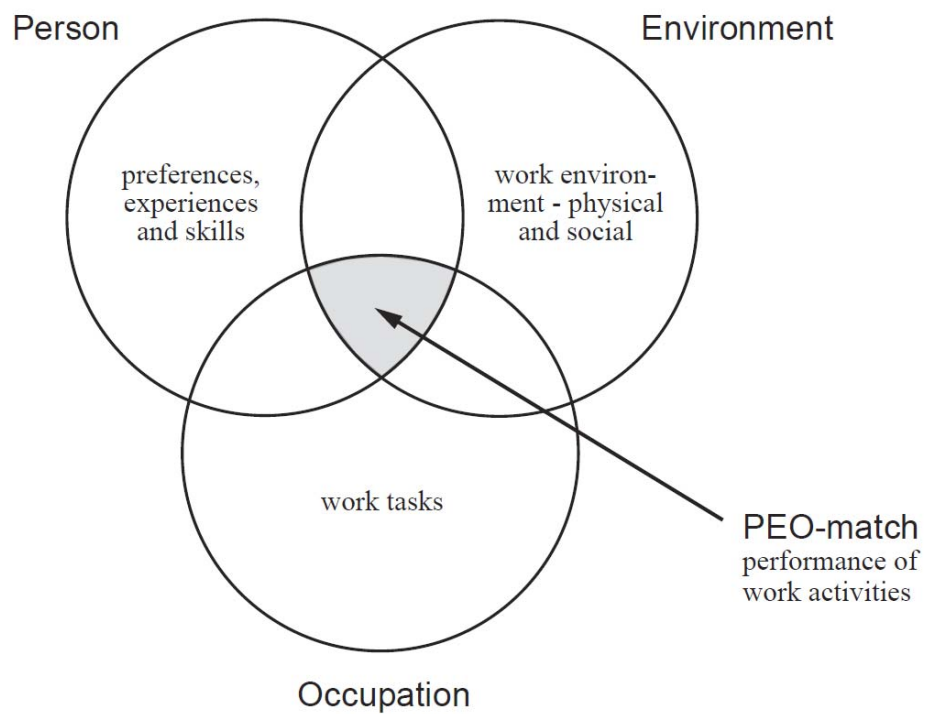 Person
Environment
preferences,
experiences
and skills
work environ-
ment - physical
and social
work tasks
PEO-match
performance of
work activities
Occupation